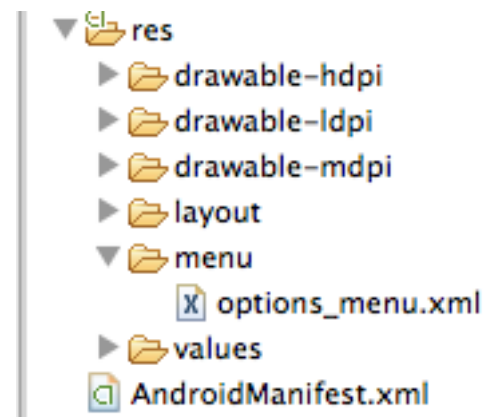 res
drawable-hdpi
drawable-ldpi
drawable-mdpi
layout
menu
options_menu.xml
values
AndroidManifest.xml